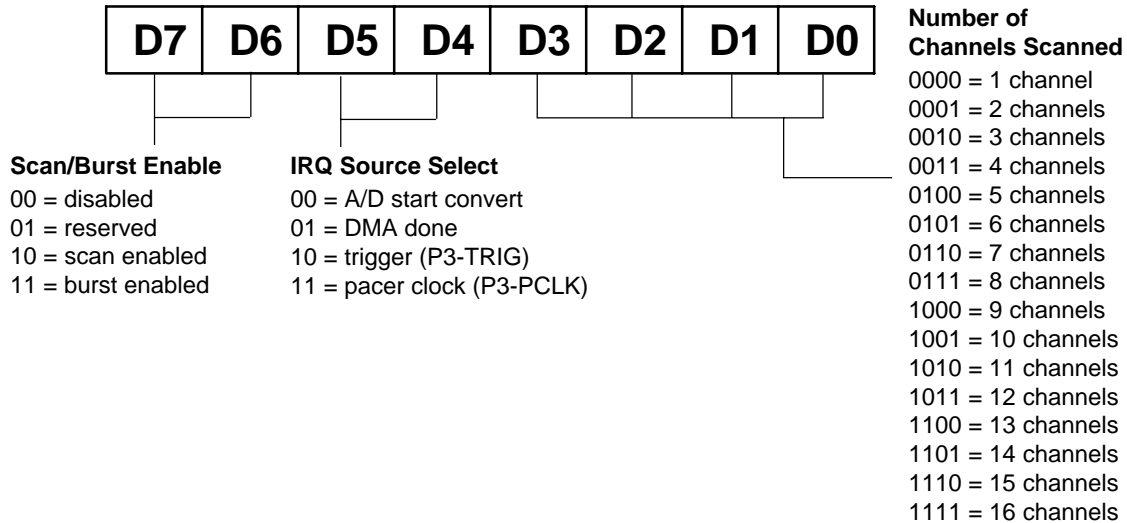 D7 D6 D5 D4 D3 D2 D1 D0
Scan/Burst Enable
00 = disabled
01 = reserved
10 = scan enabled
11 = burst enabled
IRQ Source Select
00 = A/D start convert
01 = DMA done
10 = trigger (P3-TRIG)
11 = pacer clock (P3-PCLK)
Number of
Channels Scanned
0000 = 1 channel
0001 = 2 channels
0010 = 3 channels
0011 = 4 channels
0100 = 5 channels
0101 = 6 channels
0110 = 7 channels
0111 = 8 channels
1000 = 9 channels
1001 = 10 channels
1010 = 11 channels
1011 = 12 channels
1100 = 13 channels
1101 = 14 channels
1110 = 15 channels
1111 = 16 channels